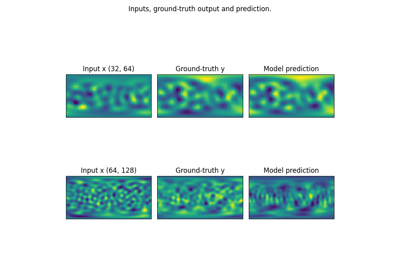 Inputs, ground-truth output and prediction.
Input x (32, 64) Ground-truth y Model prediction
Input x (64, 128) Ground-truth y Model prediction